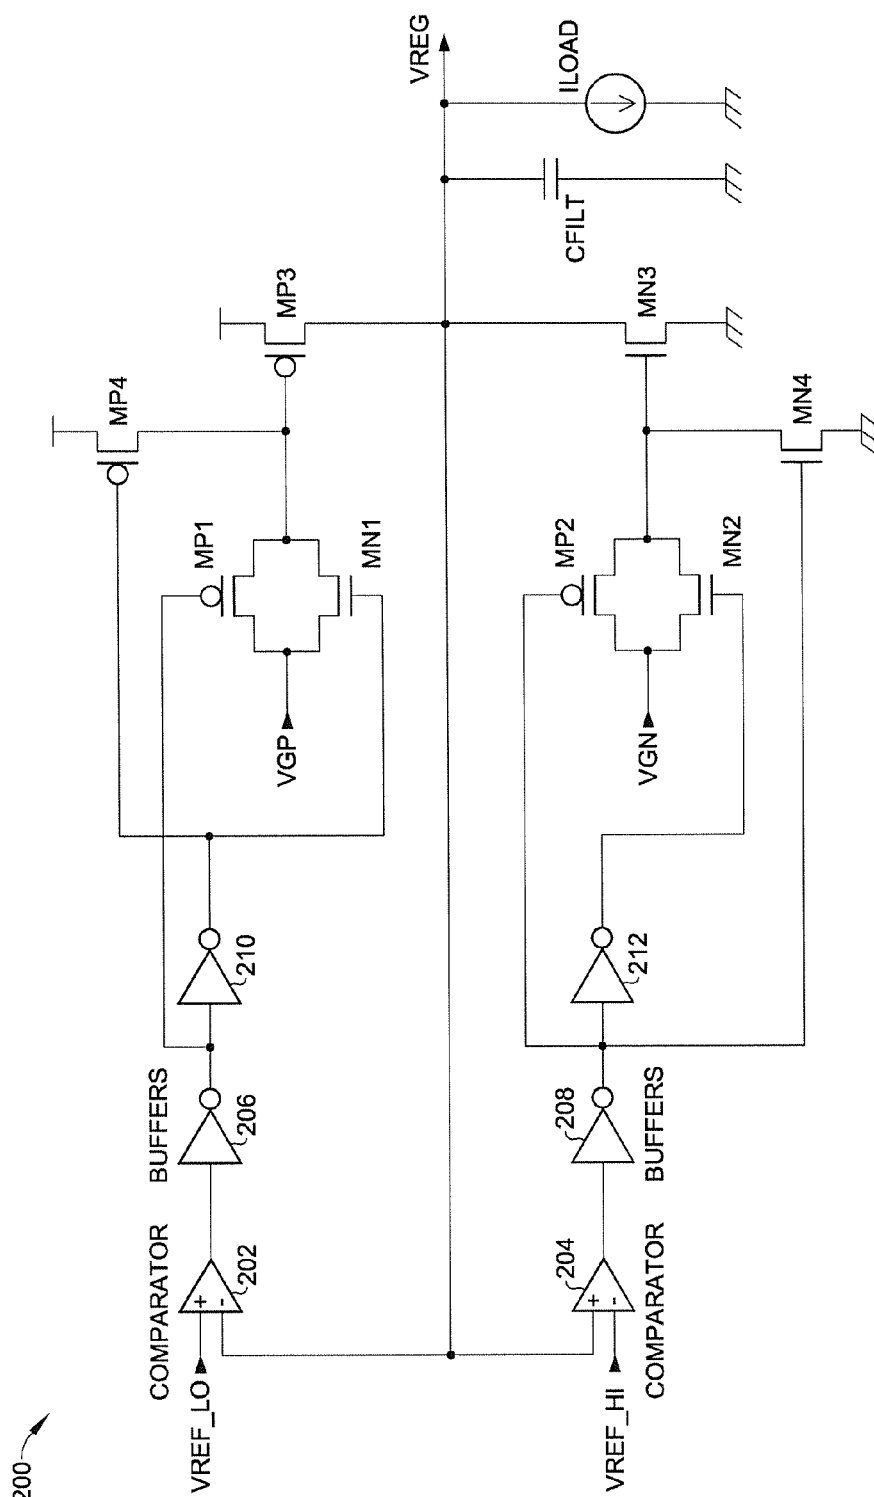 200
VREF_LO
COMPARATOR
+
-
202
BUFFERS
206
210
VGP
MP1
MN1
MP4
MP3
VREG
VREF_HI
COMPARATOR
+
-
204
BUFFERS
208
212
VGN
MP2
MN2
MN4
MN3
CFILT
ILOAD